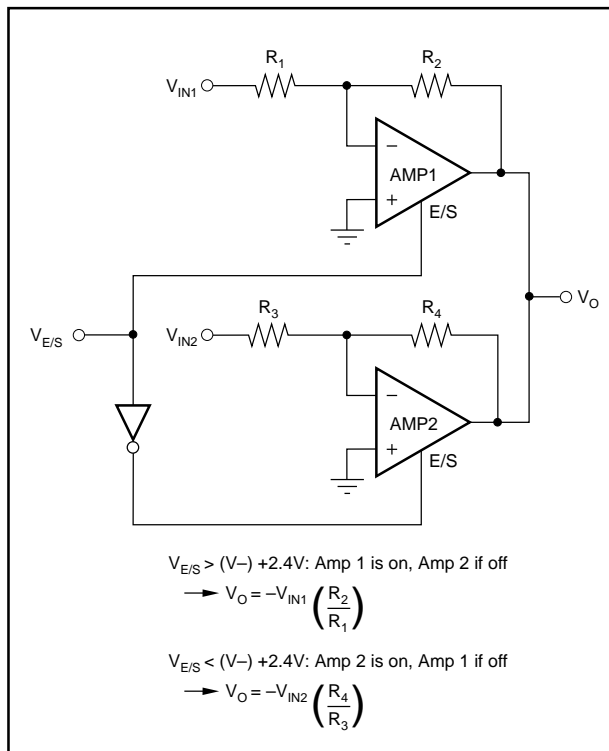 R1 R2
VIN1
−
AMP1
+
E/S
VO
R3 R4
VE/S
VIN2
−
AMP2
+
E/S
VE/S > (V–) +2.4V: Amp 1 is on, Amp 2 if off
VO = –VIN1 (R2/R1)
VE/S < (V–) +2.4V: Amp 2 is on, Amp 1 if off
VO = –VIN2 (R4/R3)